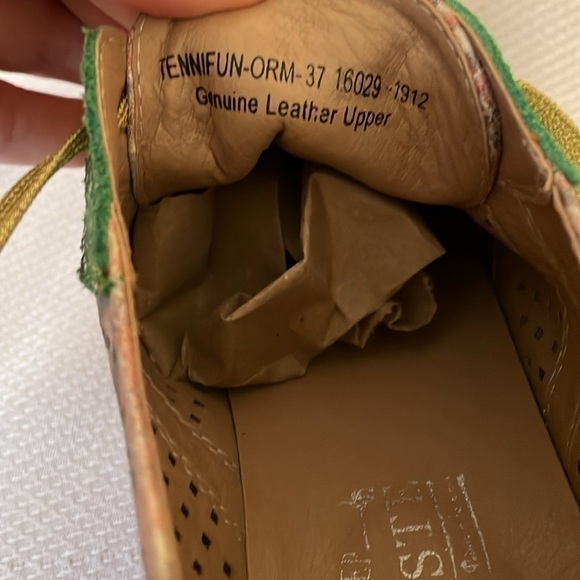 TENNIFUN-ORM-37 16029-1912
Genuine Leather Upper